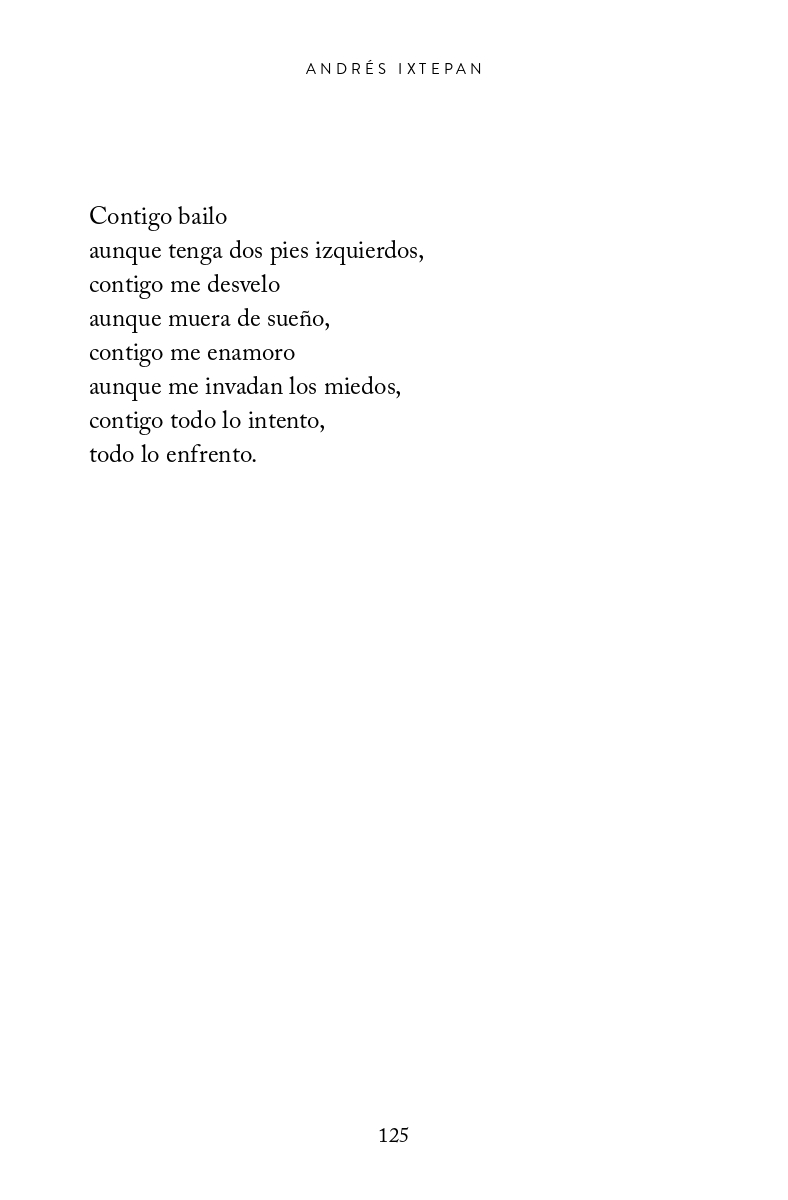 ANDRÉS IXTEPAN
Contigo bailo
aunque tenga dos pies izquierdos,
contigo me desvelo
aunque muera de sueño,
contigo me enamoro
aunque me invadan los miedos,
contigo todo lo intento,
todo lo enfrento.
125